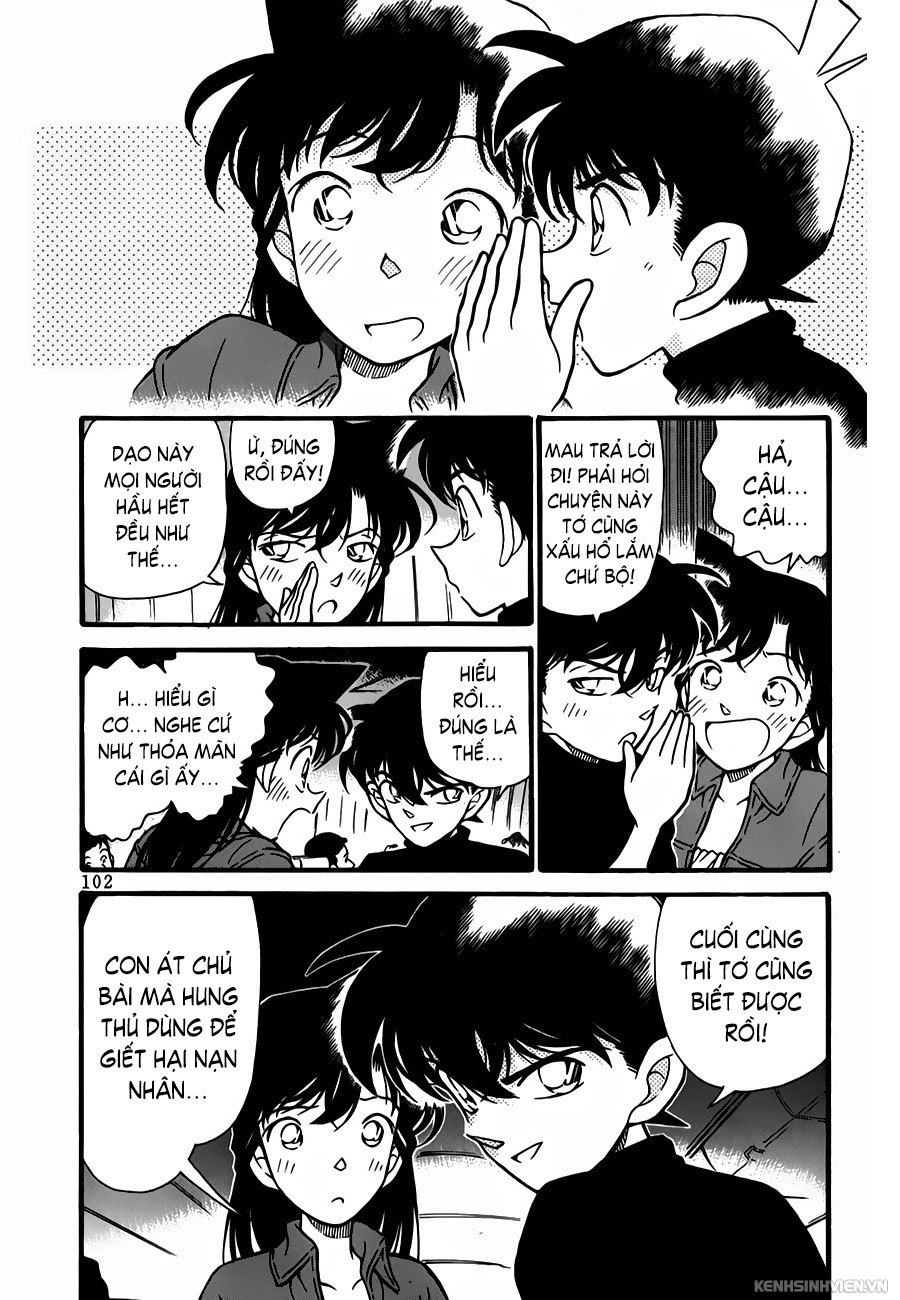 HẢ,
CẬU...
CẬU...
MAU TRẢ LỜI
ĐI! PHẢI HỎI
CHUYỆN NÀY
TỚ CŨNG
XẤU HỔ LẮM
CHỨ BỘ!
Ừ, ĐÚNG
RỒI ĐẤY!
DẠO NÀY
MỌI NGƯỜI
HẦU HẾT
ĐỀU NHƯ
THẾ...
HIỂU
RỒI...
ĐÚNG LÀ
THẾ...
H... HIỂU GÌ
CƠ... NGHE CỨ
NHƯ THỎA MÃN
CÁI GÌ ẤY...
102
CUỐI CÙNG
THÌ TỚ CŨNG
BIẾT ĐƯỢC
RỒI!
CON ÁT CHỦ
BÀI MÀ HUNG
THỦ DÙNG ĐỂ
GIẾT HẠI NẠN
NHÂN...
KENHSINHVIEN.VN